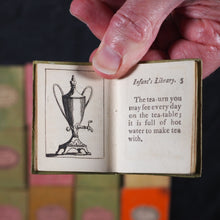 Infant's Library. 5
The tea-urn you
may see every day
on the tea-table;
it is full of hot
water to make tea
with.